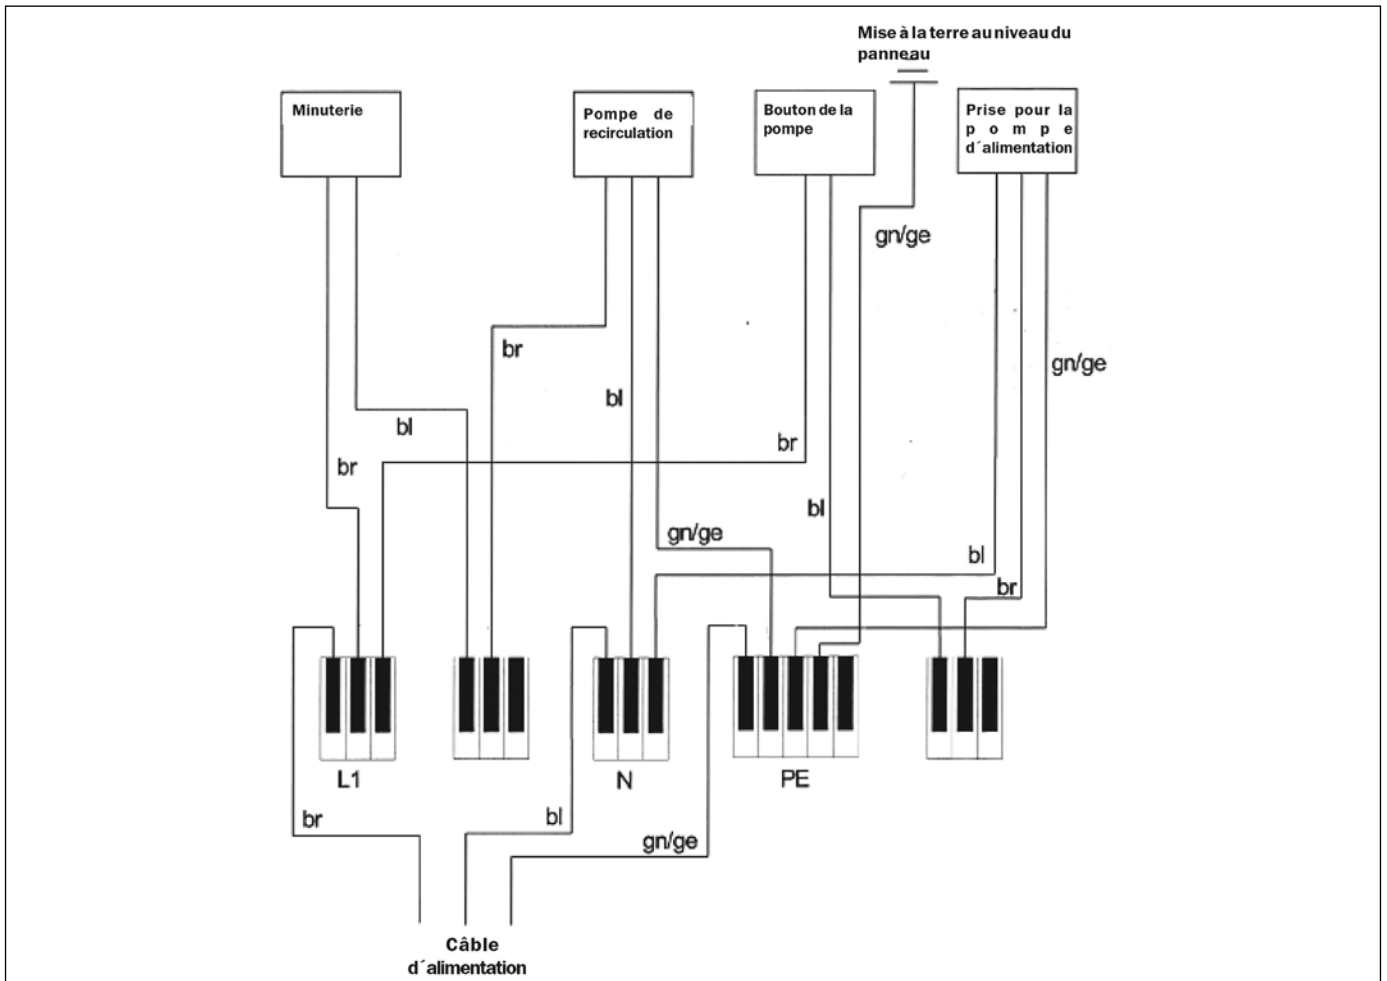 Mise à la terre au niveau du
panneau
Minuterie
Pompe de
recirculation
Bouton de la
pompe
Prise pour la
p o m p e
d´alimentation
gn/ge
br
gn/ge
bl
bl
br
br
bl
gn/ge
bl
br
L1
N
PE
br
bl
gn/ge
Câble
d´alimentation